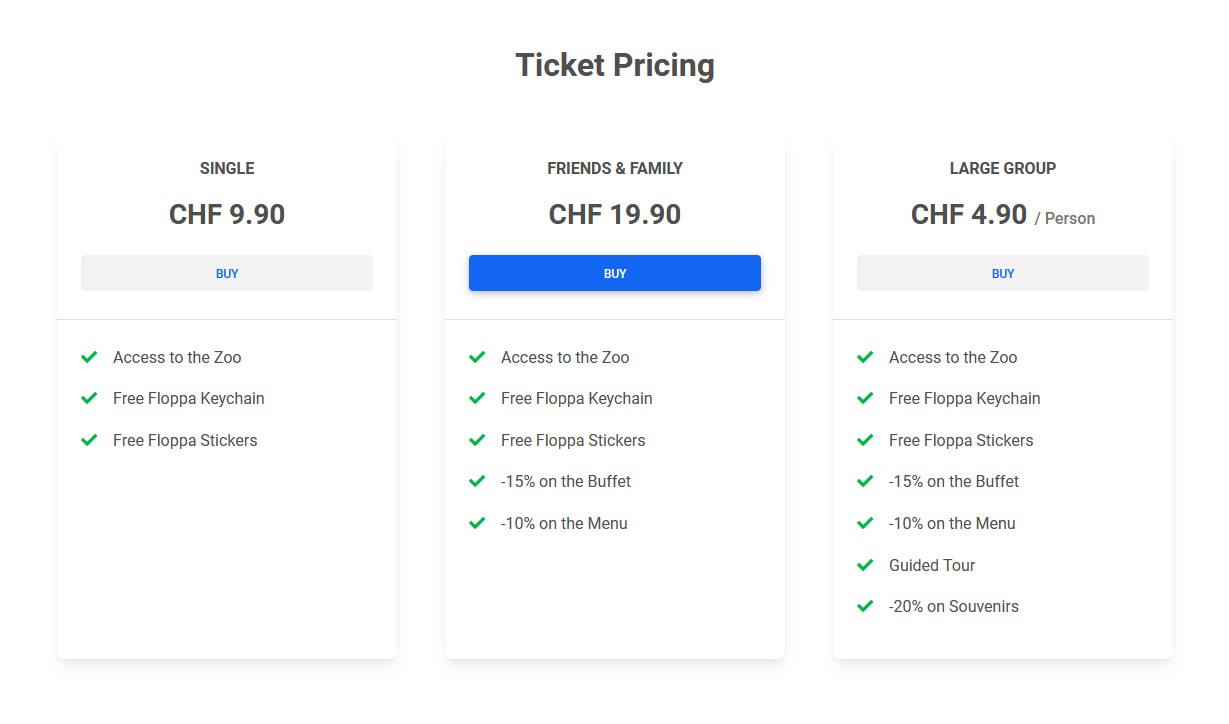 Ticket Pricing
SINGLE
CHF 9.90
BUY
Access to the Zoo
Free Floppa Keychain
Free Floppa Stickers
FRIENDS & FAMILY
CHF 19.90
BUY
Access to the Zoo
Free Floppa Keychain
Free Floppa Stickers
-15% on the Buffet
-10% on the Menu
LARGE GROUP
CHF 4.90 / Person
BUY
Access to the Zoo
Free Floppa Keychain
Free Floppa Stickers
-15% on the Buffet
-10% on the Menu
Guided Tour
-20% on Souvenirs